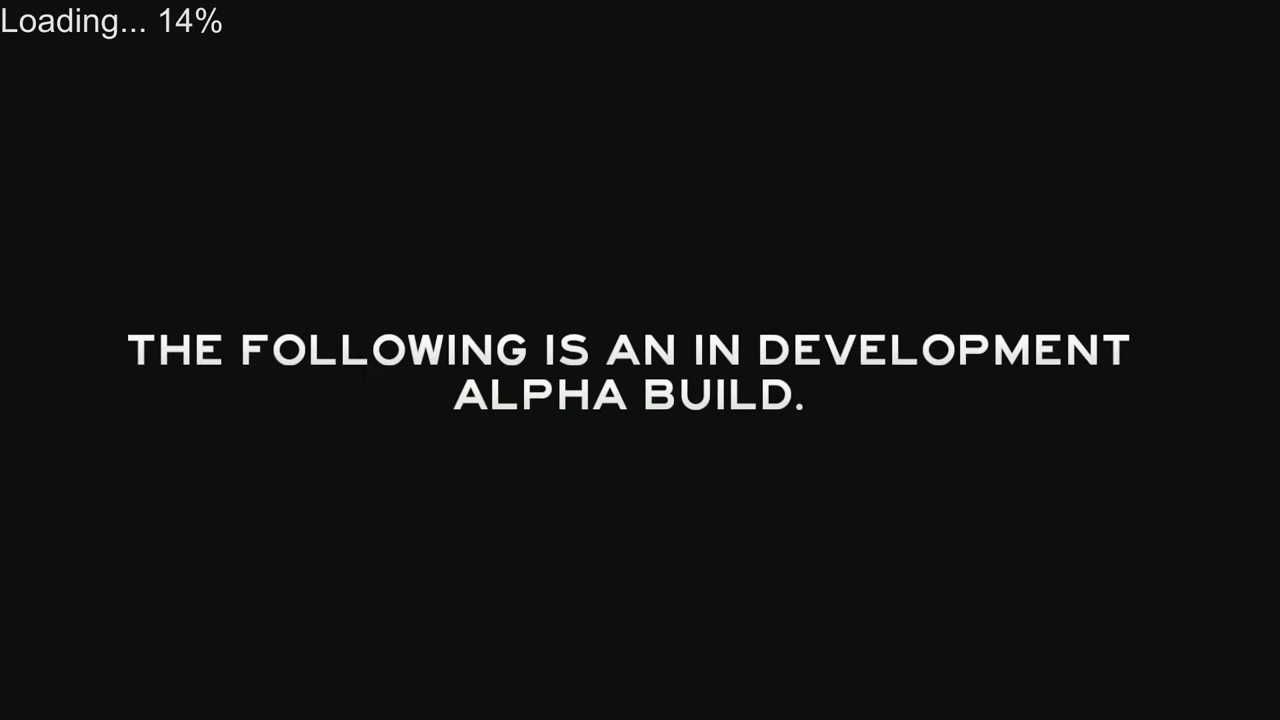 Loading... 14%
THE FOLLOWING IS AN IN DEVELOPMENT
ALPHA BUILD.